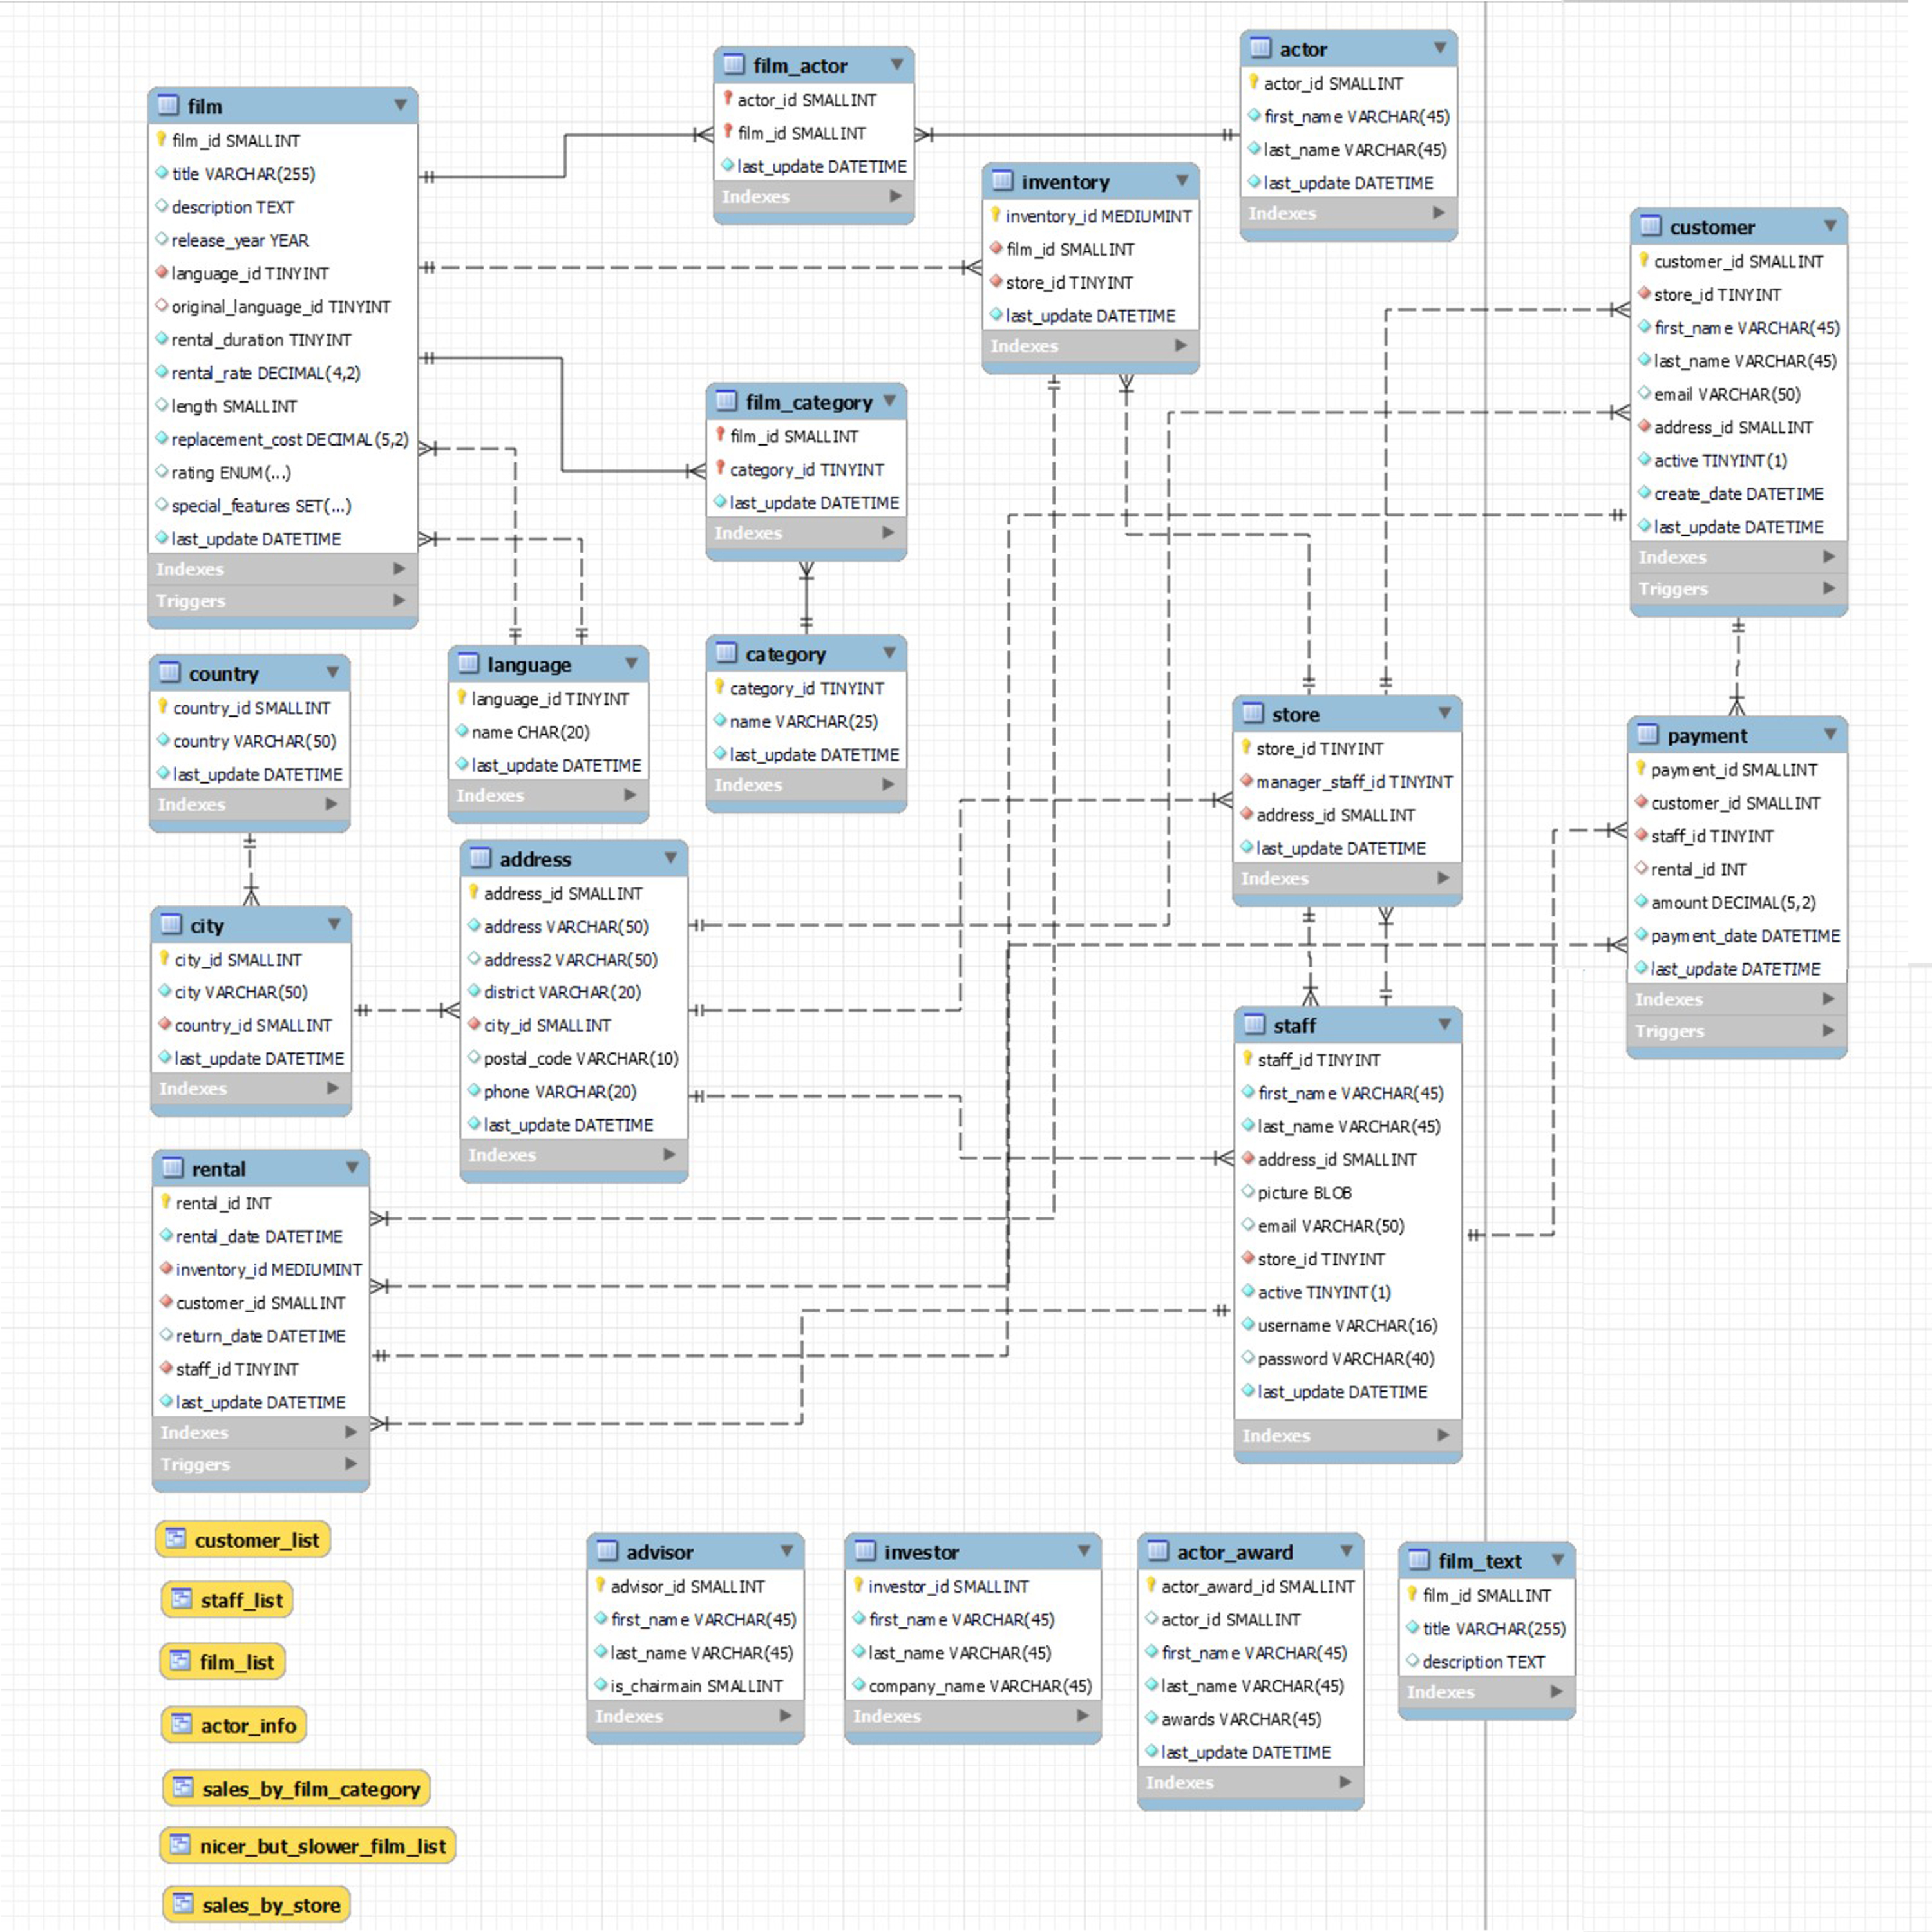 film
film_id SMALLINT
title VARCHAR(255)
description TEXT
release_year YEAR
language_id TINYINT
original_language_id TINYINT
rental_duration TINYINT
rental_rate DECIMAL(4,2)
length SMALLINT
replacement_cost DECIMAL(5,2)
rating ENUM(...)
special_features SET(...)
last_update DATETIME
Indexes
Triggers
film_actor
actor_id SMALLINT
film_id SMALLINT
last_update DATETIME
Indexes
actor
actor_id SMALLINT
first_name VARCHAR(45)
last_name VARCHAR(45)
last_update DATETIME
Indexes
inventory
inventory_id MEDIUMINT
film_id SMALLINT
store_id TINYINT
last_update DATETIME
Indexes
customer
customer_id SMALLINT
store_id TINYINT
first_name VARCHAR(45)
last_name VARCHAR(45)
email VARCHAR(50)
address_id SMALLINT
active TINYINT(1)
create_date DATETIME
last_update DATETIME
Indexes
Triggers
film_category
film_id SMALLINT
category_id TINYINT
last_update DATETIME
Indexes
country
country_id SMALLINT
country VARCHAR(50)
last_update DATETIME
Indexes
language
language_id TINYINT
name CHAR(20)
last_update DATETIME
Indexes
category
category_id TINYINT
name VARCHAR(25)
last_update DATETIME
Indexes
store
store_id TINYINT
manager_staff_id TINYINT
address_id SMALLINT
last_update DATETIME
Indexes
payment
payment_id SMALLINT
customer_id SMALLINT
staff_id TINYINT
rental_id INT
amount DECIMAL(5,2)
payment_date DATETIME
last_update DATETIME
Indexes
Triggers
city
city_id SMALLINT
city VARCHAR(50)
country_id SMALLINT
last_update DATETIME
Indexes
address
address_id SMALLINT
address VARCHAR(50)
address2 VARCHAR(50)
district VARCHAR(20)
city_id SMALLINT
postal_code VARCHAR(10)
phone VARCHAR(20)
last_update DATETIME
Indexes
staff
staff_id TINYINT
first_name VARCHAR(45)
last_name VARCHAR(45)
address_id SMALLINT
picture BLOB
email VARCHAR(50)
store_id TINYINT
active TINYINT(1)
username VARCHAR(16)
password VARCHAR(40)
last_update DATETIME
Indexes
rental
rental_id INT
rental_date DATETIME
inventory_id MEDIUMINT
customer_id SMALLINT
return_date DATETIME
staff_id TINYINT
last_update DATETIME
Indexes
Triggers
customer_list
staff_list
film_list
actor_info
sales_by_film_category
nicer_but_slower_film_list
sales_by_store
advisor
advisor_id SMALLINT
first_name VARCHAR(45)
last_name VARCHAR(45)
is_chairmain SMALLINT
Indexes
investor
investor_id SMALLINT
first_name VARCHAR(45)
last_name VARCHAR(45)
company_name VARCHAR(45)
Indexes
actor_award
actor_award_id SMALLINT
actor_id SMALLINT
first_name VARCHAR(45)
last_name VARCHAR(45)
awards VARCHAR(45)
last_update DATETIME
Indexes
film_text
film_id SMALLINT
title VARCHAR(255)
description TEXT
Indexes